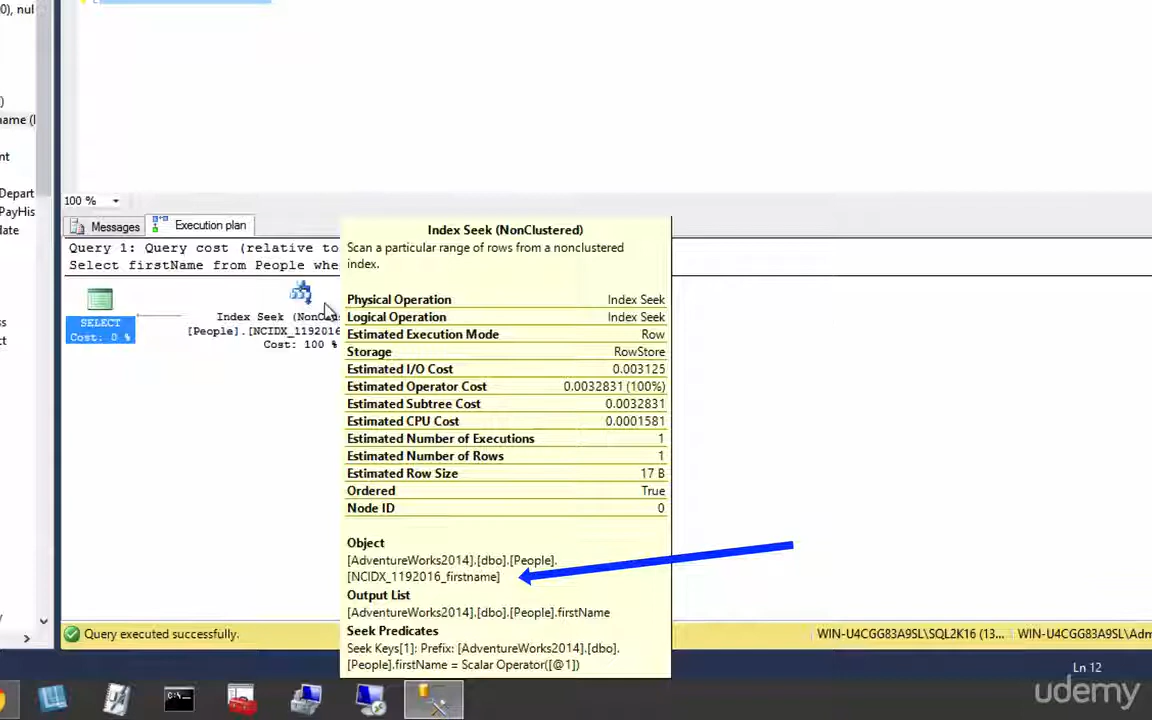 0), nul
)
name (
nt
Depart
PayHis
date
s
t
100 %
Messages
Execution plan
Query 1: Query cost (relative to
Select firstName from People whe
SELECT
Cost: 0 %
Index Seek (NonClus
[People].[NCIDX_1192016
Cost: 100 %
Index Seek (NonClustered)
Scan a particular range of rows from a nonclustered
index.
Physical Operation Index Seek
Logical Operation Index Seek
Estimated Execution Mode Row
Storage RowStore
Estimated I/O Cost 0.003125
Estimated Operator Cost 0.0032831 (100%)
Estimated Subtree Cost 0.0032831
Estimated CPU Cost 0.0001581
Estimated Number of Executions 1
Estimated Number of Rows 1
Estimated Row Size 17 B
Ordered True
Node ID 0
Object
[AdventureWorks2014].[dbo].[People].
[NCIDX_1192016_firstname]
Output List
[AdventureWorks2014].[dbo].[People].firstName
Seek Predicates
Seek Keys[1]: Prefix: [AdventureWorks2014].[dbo].
[People].firstName = Scalar Operator([@1])
Query executed successfully.
WIN-U4CGG83A9SL\SQL2K16 (13...
WIN-U4CGG83A9SL\Adm
Ln 12
udemy